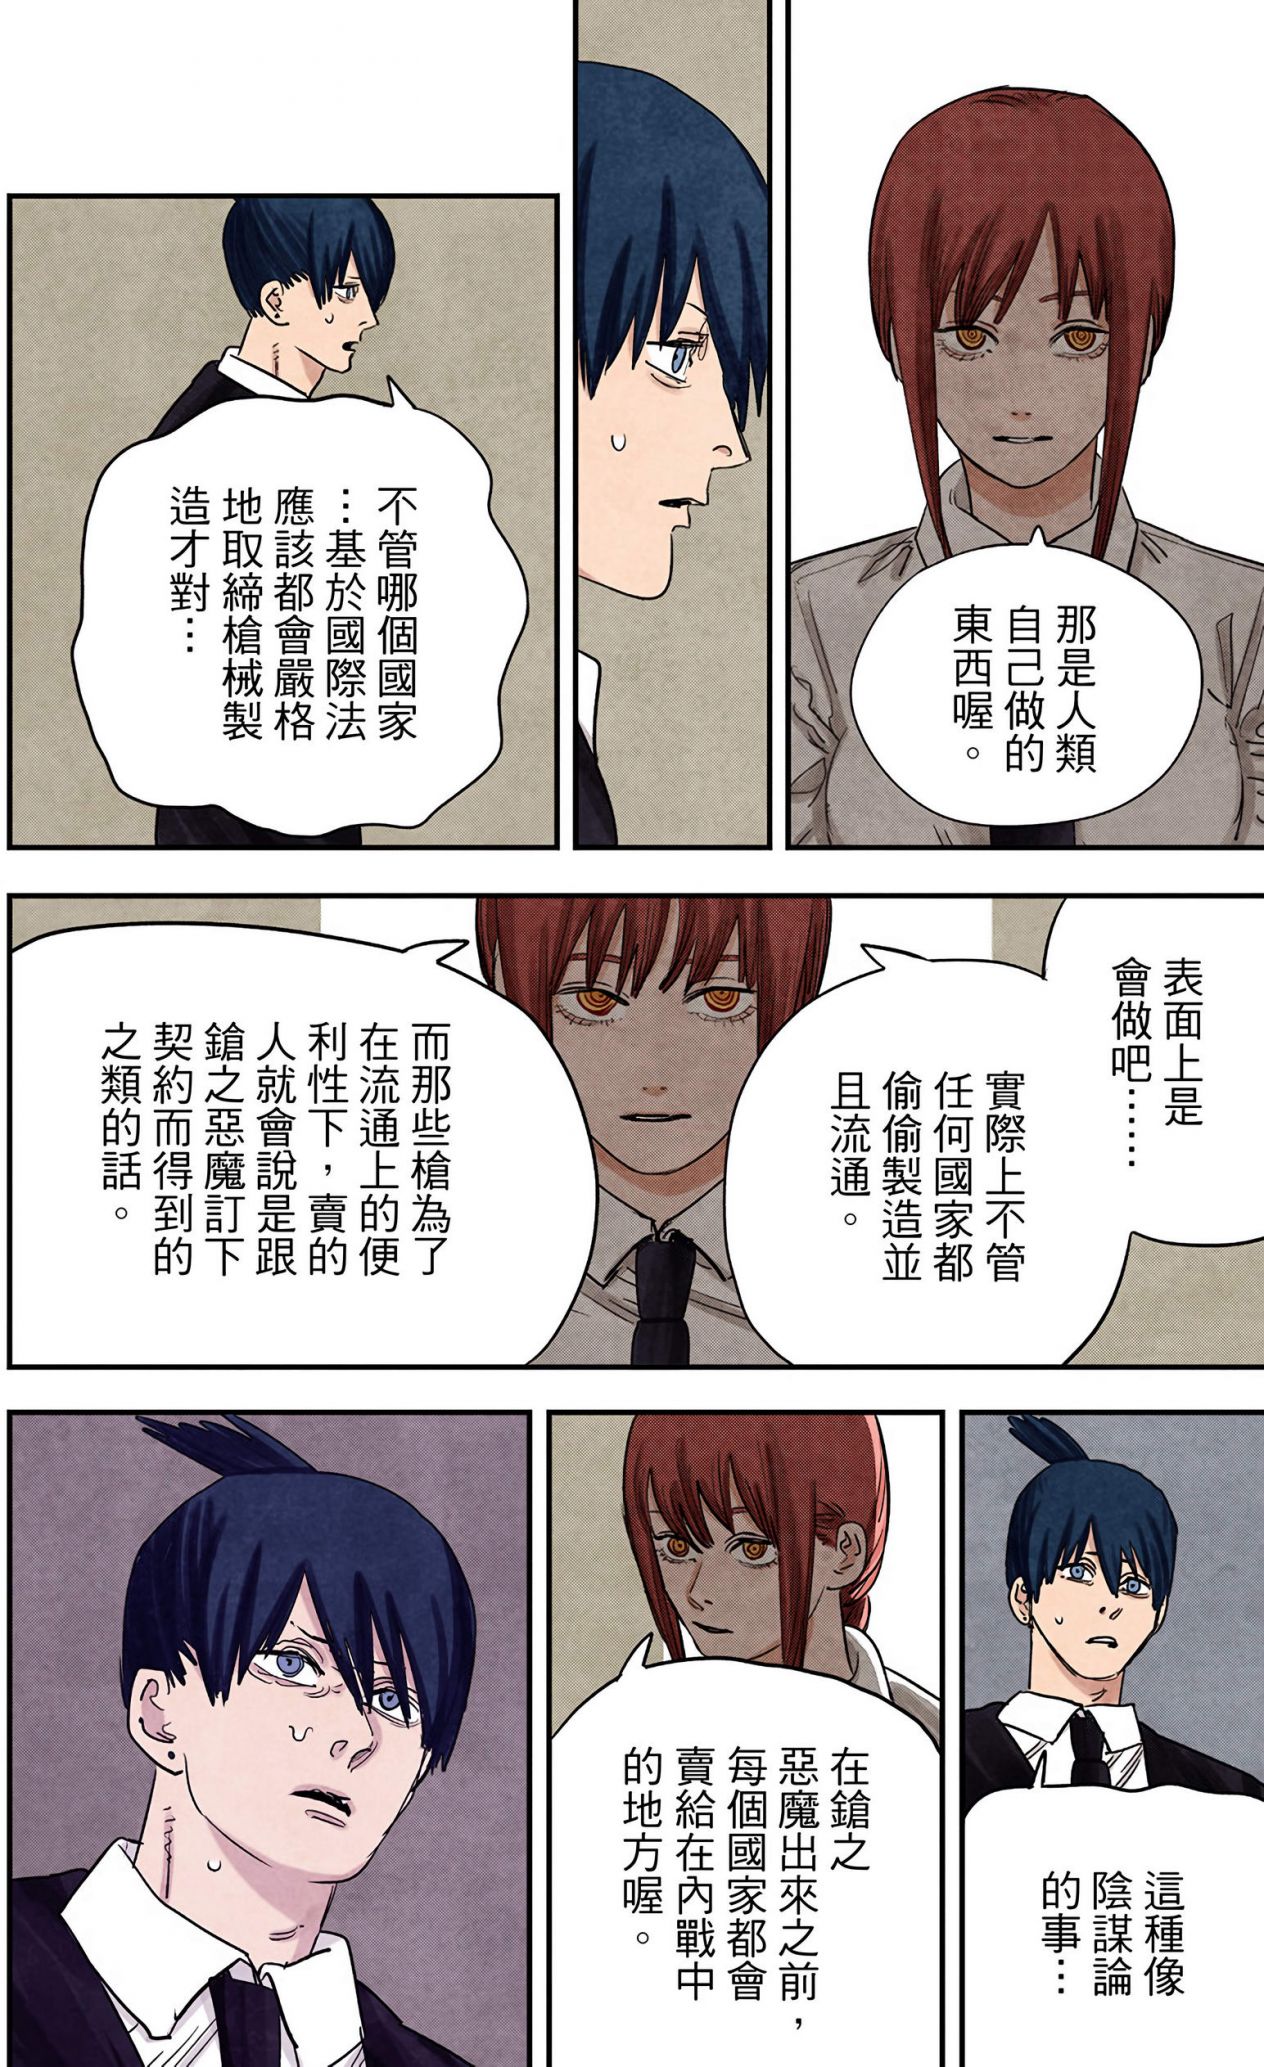 那是人類
自己做的
東西喔。
不管哪個國家
…基於國際法
應該都會嚴格
地取締槍械製
造才對…
表面上是
會做吧……
實際上不管
任何國家都
偷偷製造並
且流通。
而那些槍為了
在流通上的便
利性下，賣的
人就會說是跟
鎗之惡魔訂下
契約而得到的
之類的話。
這種像
陰謀論
的事…
在鎗之
惡魔出來之前，
每個國家都會
賣給在內戰中
的地方喔。